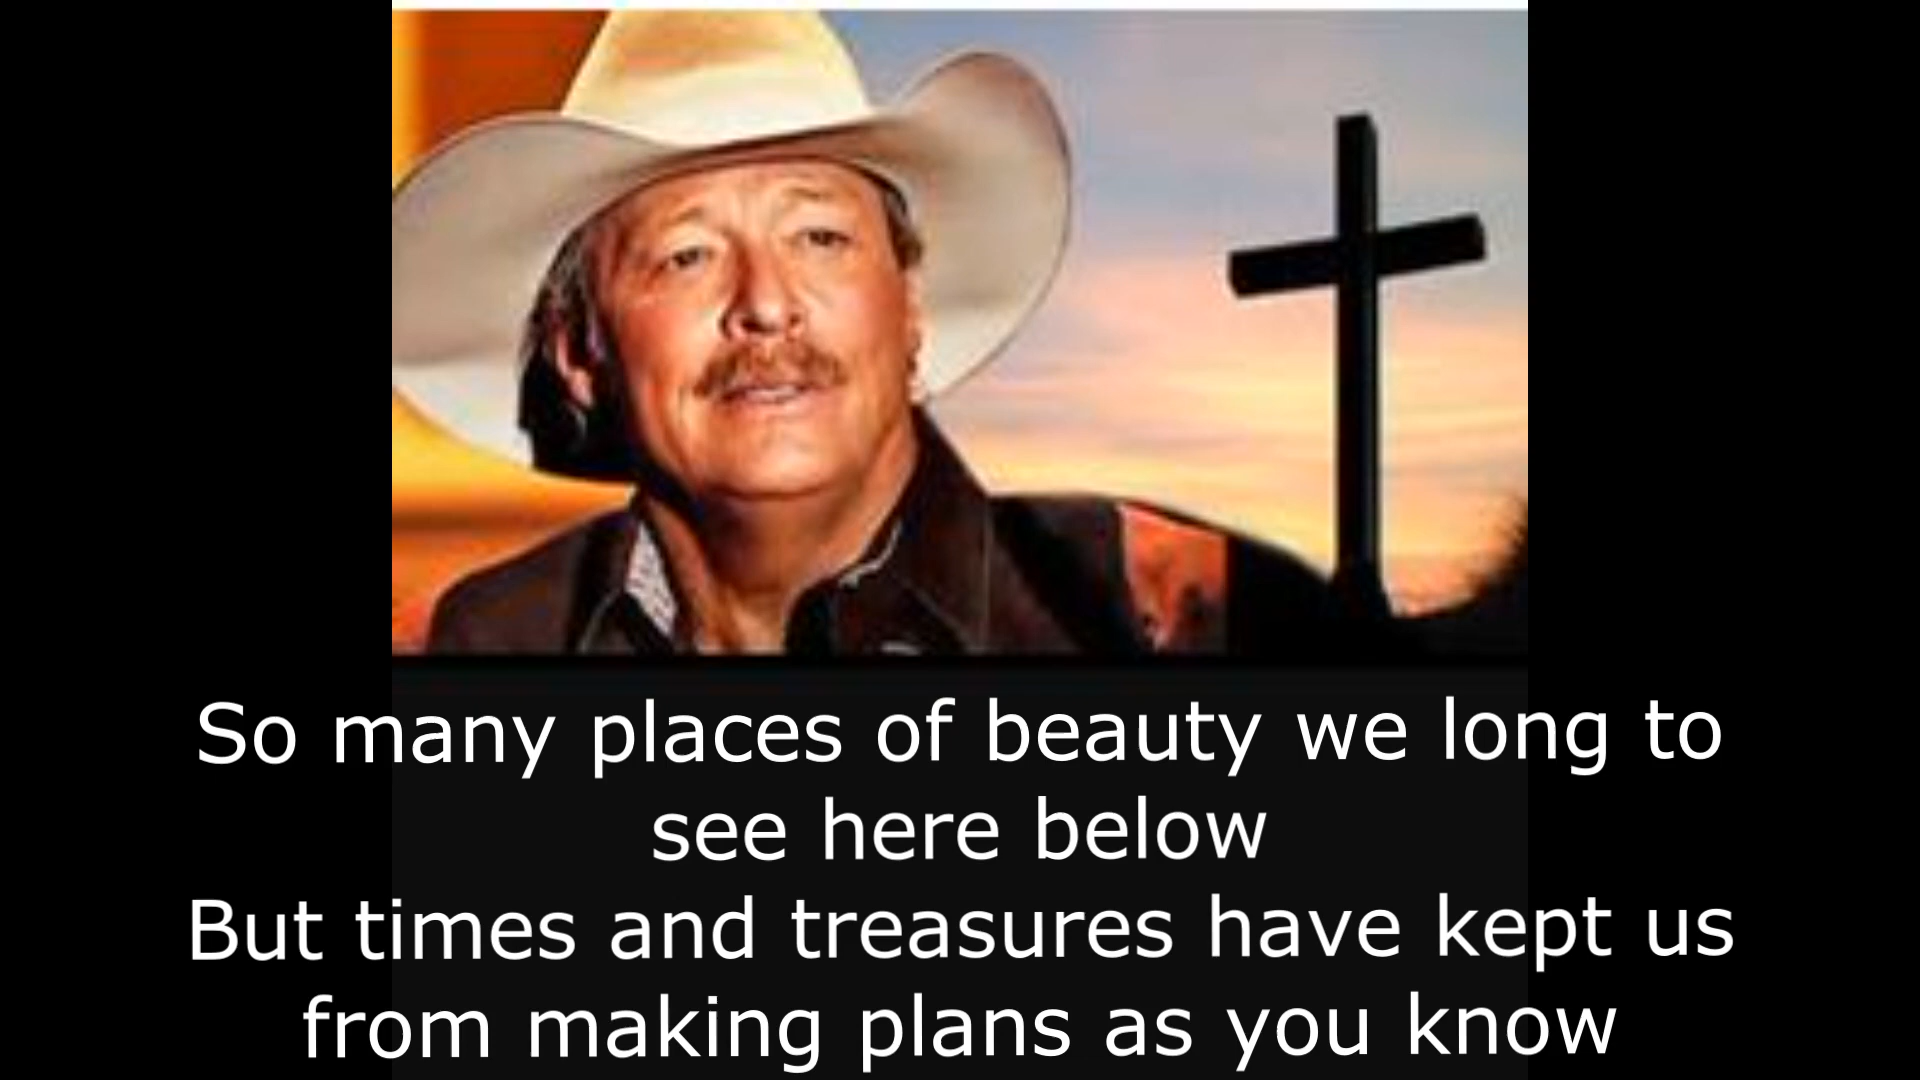 So many places of beauty we long to
see here below
But times and treasures have kept us
from making plans as you know